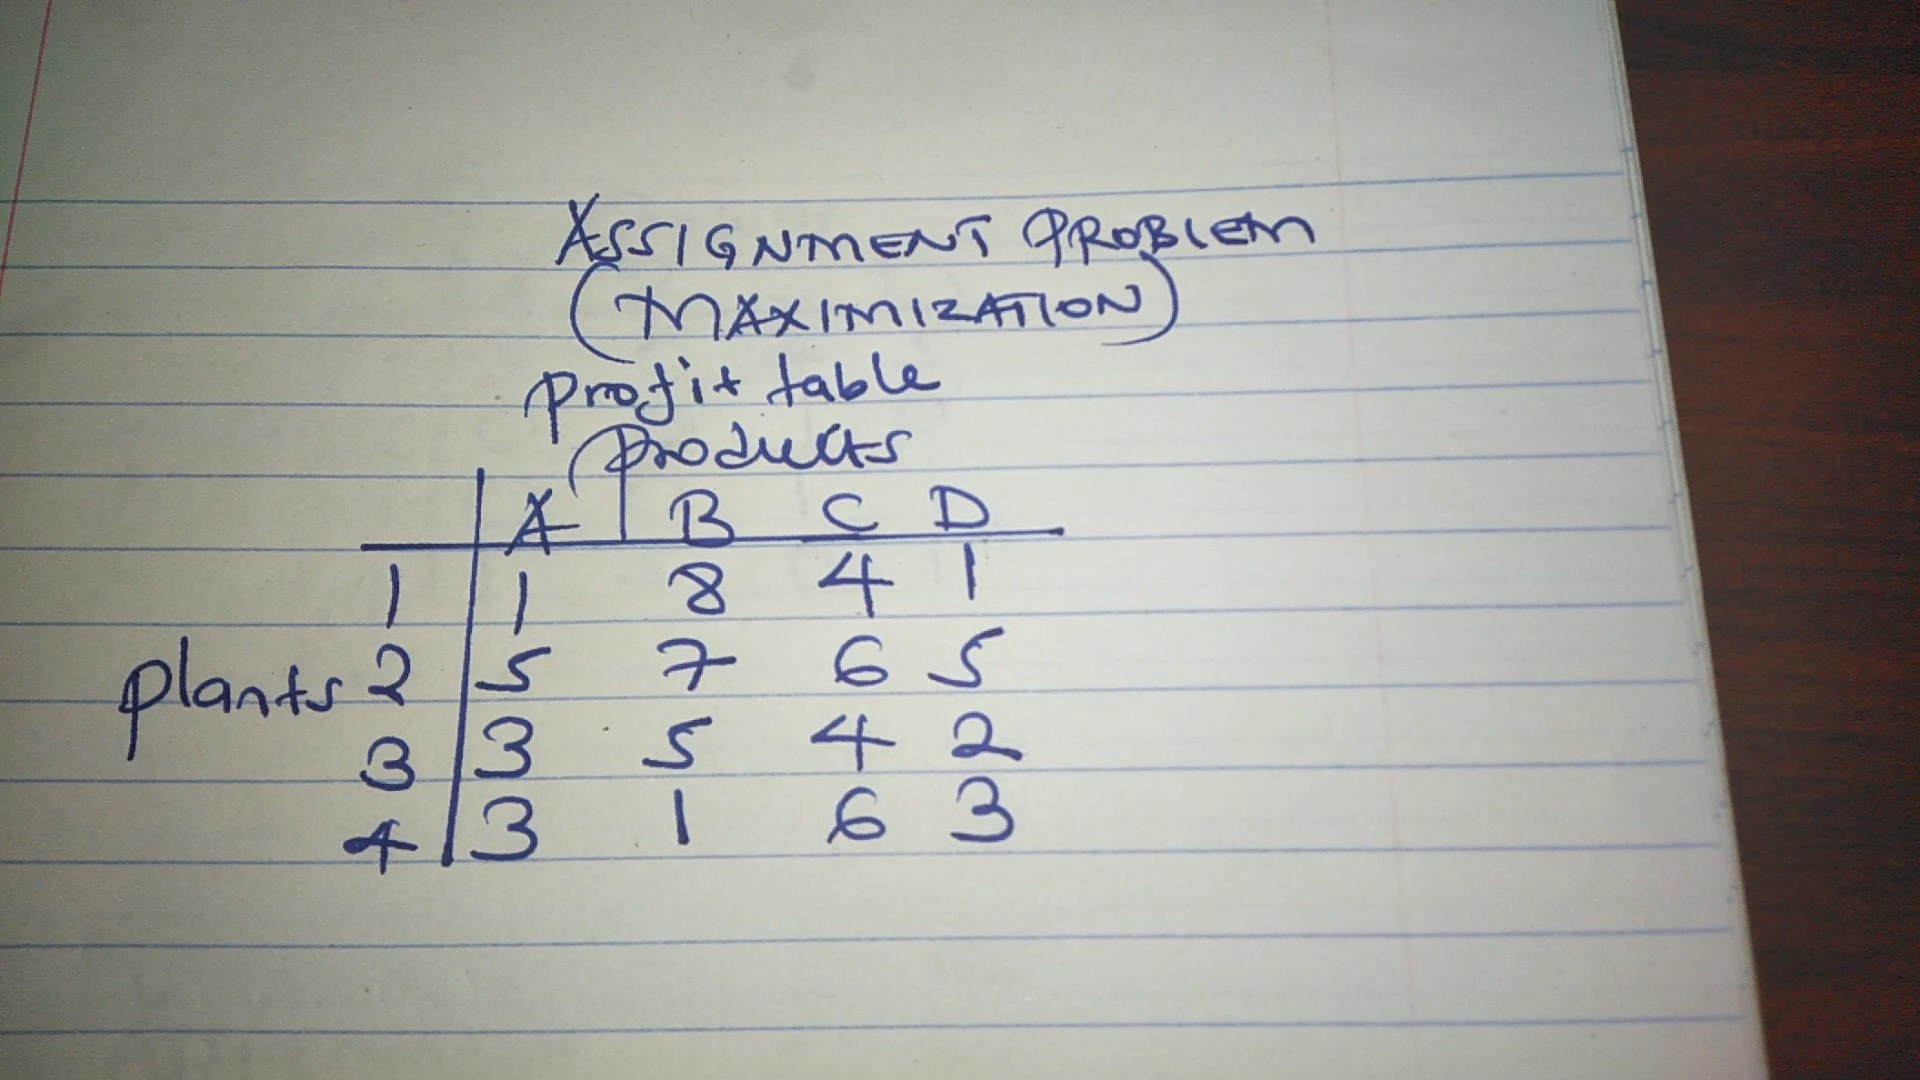 ASSIGNMENT PROBLEM
(MAXIMIZATION)
profit table
products
A B C D
1 1 8 4 1
plants 2 5 7 6 5
3 3 5 4 2
4 3 1 6 3